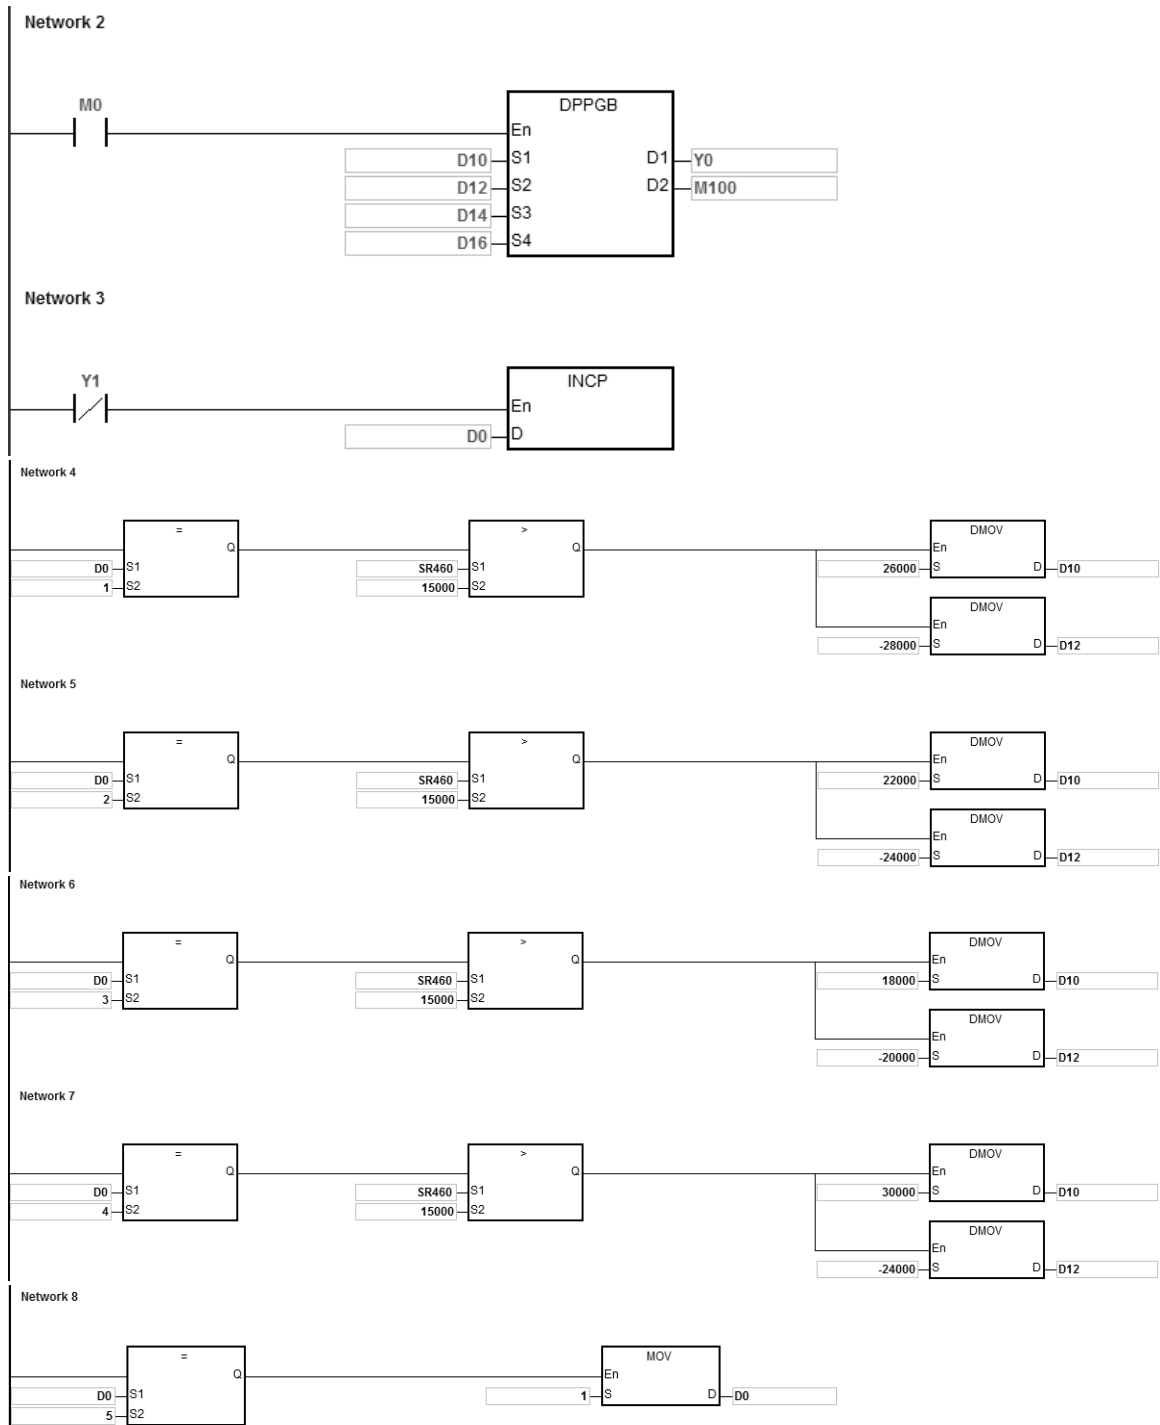 Network 2
M0
DPPGB
En
D10 S1 D1 Y0
D12 S2 D2 M100
D14 S3
D16 S4
Network 3
Y1
INCP
En
D0 D
Network 4
= > DMOV
Q Q En
D0 S1 SR460 S1 26000 S D D10
1 S2 15000 S2
DMOV
En
-28000 S D D12
Network 5
= > DMOV
Q Q En
D0 S1 SR460 S1 22000 S D D10
2 S2 15000 S2
DMOV
En
-24000 S D D12
Network 6
= > DMOV
Q Q En
D0 S1 SR460 S1 18000 S D D10
3 S2 15000 S2
DMOV
En
-20000 S D D12
Network 7
= > DMOV
Q Q En
D0 S1 SR460 S1 30000 S D D10
4 S2 15000 S2
DMOV
En
-24000 S D D12
Network 8
= MOV
Q En
D0 S1 1 S D D0
5 S2